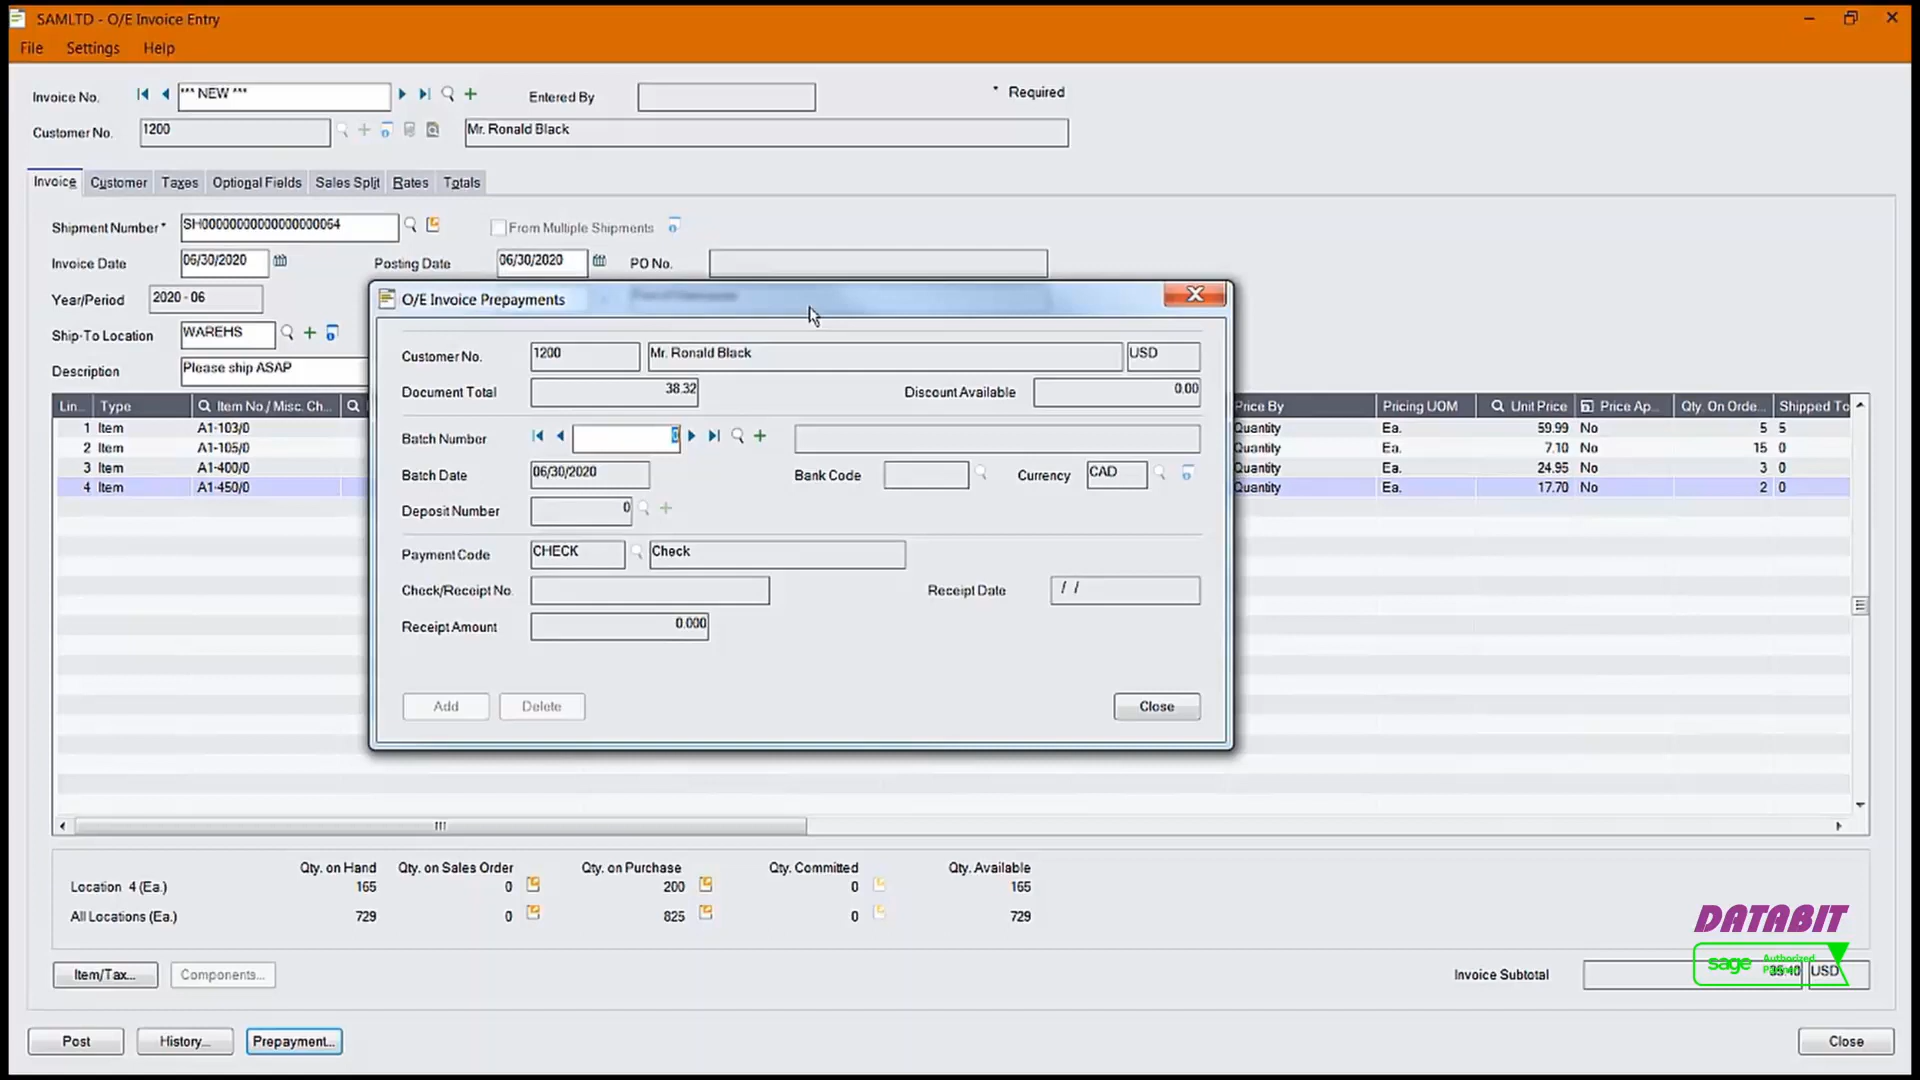 SAMLTD - O/E Invoice Entry
File Settings Help
Invoice No. *** NEW *** Entered By * Required
Customer No. 1200 Mr. Ronald Black
Invoice Customer Taxes Optional Fields Sales Split Rates Totals
Shipment Number * SH00000000000000000064 From Multiple Shipments
Invoice Date 06/30/2020 Posting Date 06/30/2020 PO No.
Year/Period 2020 - 06
Ship-To Location WAREHS
Description Please ship ASAP
O/E Invoice Prepayments
Customer No. 1200 Mr. Ronald Black USD
Document Total 38.32 Discount Available 0.00
Batch Number 0
Batch Date 06/30/2020 Bank Code Currency CAD
Deposit Number 0
Payment Code CHECK Check
Check/Receipt No. Receipt Date / /
Receipt Amount 0.000
Add Delete Close
Lin... Type Item No./ Misc. Ch... Price By Pricing UOM Unit Price Price Ap... Qty. On Orde... Shipped To
1 Item A1-103/0 Quantity Ea. 59.99 No 5 5
2 Item A1-105/0 Quantity Ea. 7.10 No 15 0
3 Item A1-400/0 Quantity Ea. 24.95 No 3 0
4 Item A1-450/0 Quantity Ea. 17.70 No 2 0
Qty. on Hand Qty. on Sales Order Qty. on Purchase Qty. Committed Qty. Available
Location 4 (Ea.) 165 0 200 0 165
All Locations (Ea.) 729 0 825 0 729
DATABIT
sage Authorized
Item/Tax... Components... Invoice Subtotal 35.40 USD
Post History... Prepayment... Close